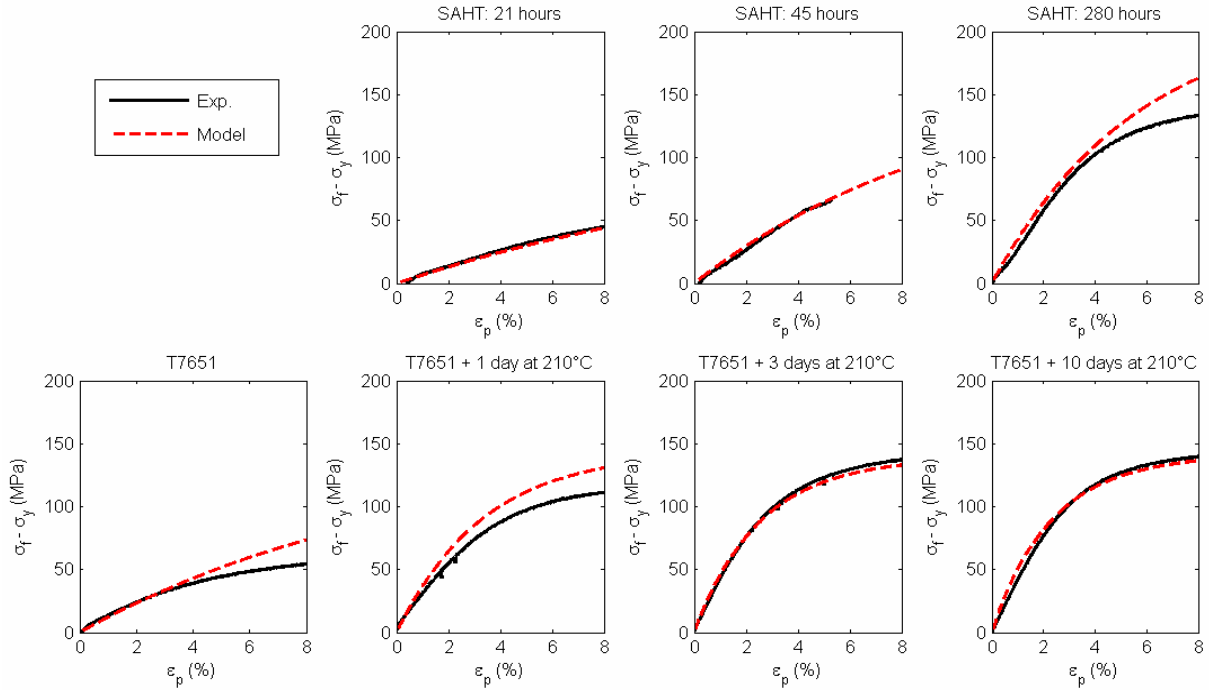 SAHT: 21 hours
SAHT: 45 hours
SAHT: 280 hours
Exp.
Model
200
150
100
50
0
σf - σy (MPa)
0 2 4 6 8
εp (%)
200
150
100
50
0
σf - σy (MPa)
0 2 4 6 8
εp (%)
200
150
100
50
0
σf - σy (MPa)
0 2 4 6 8
εp (%)
T7651
200
150
100
50
0
σf - σy (MPa)
0 2 4 6 8
εp (%)
T7651 + 1 day at 210°C
200
150
100
50
0
σf - σy (MPa)
0 2 4 6 8
εp (%)
T7651 + 3 days at 210°C
200
150
100
50
0
σf - σy (MPa)
0 2 4 6 8
εp (%)
T7651 + 10 days at 210°C
200
150
100
50
0
σf - σy (MPa)
0 2 4 6 8
εp (%)